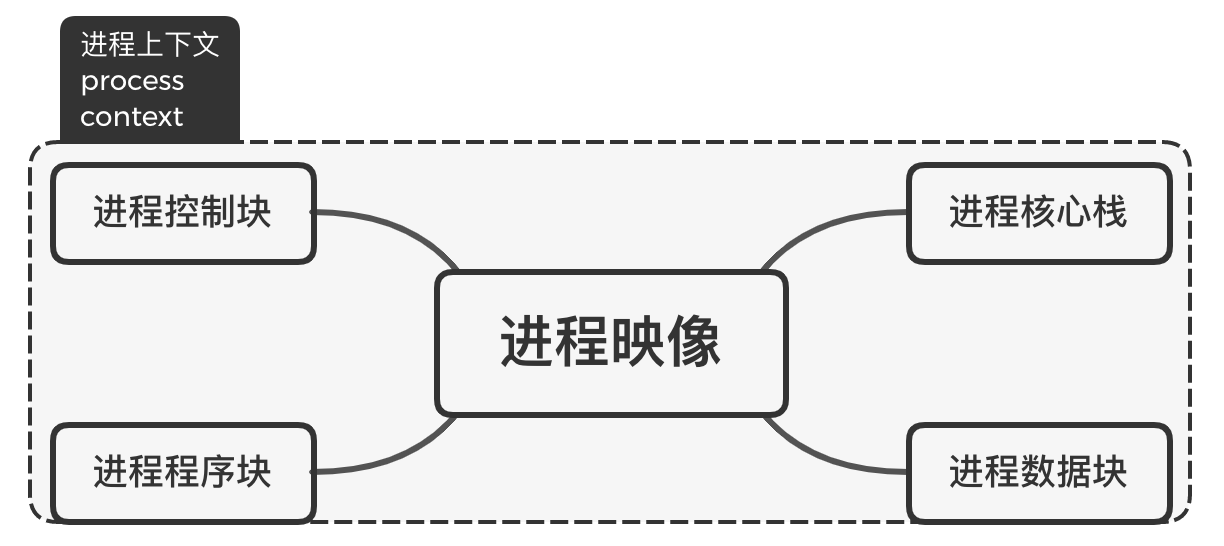 进程上下文
process
context
进程控制块
进程核心栈
进程映像
进程程序块
进程数据块